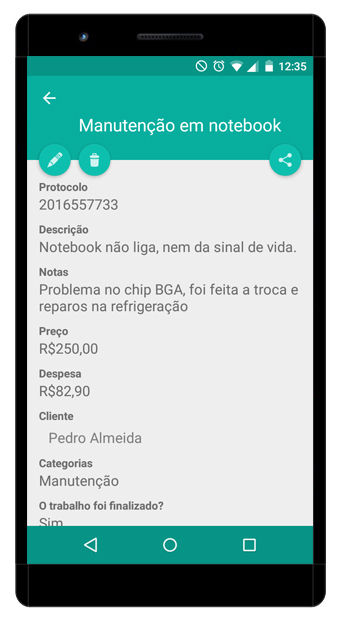 12:35
Manutenção em notebook
Protocolo
2016557733
Descrição
Notebook não liga, nem da sinal de vida.
Notas
Problema no chip BGA, foi feita a troca e
reparos na refrigeração
Preço
R$250,00
Despesa
R$82,90
Cliente
Pedro Almeida
Categorias
Manutenção
O trabalho foi finalizado?
Sim